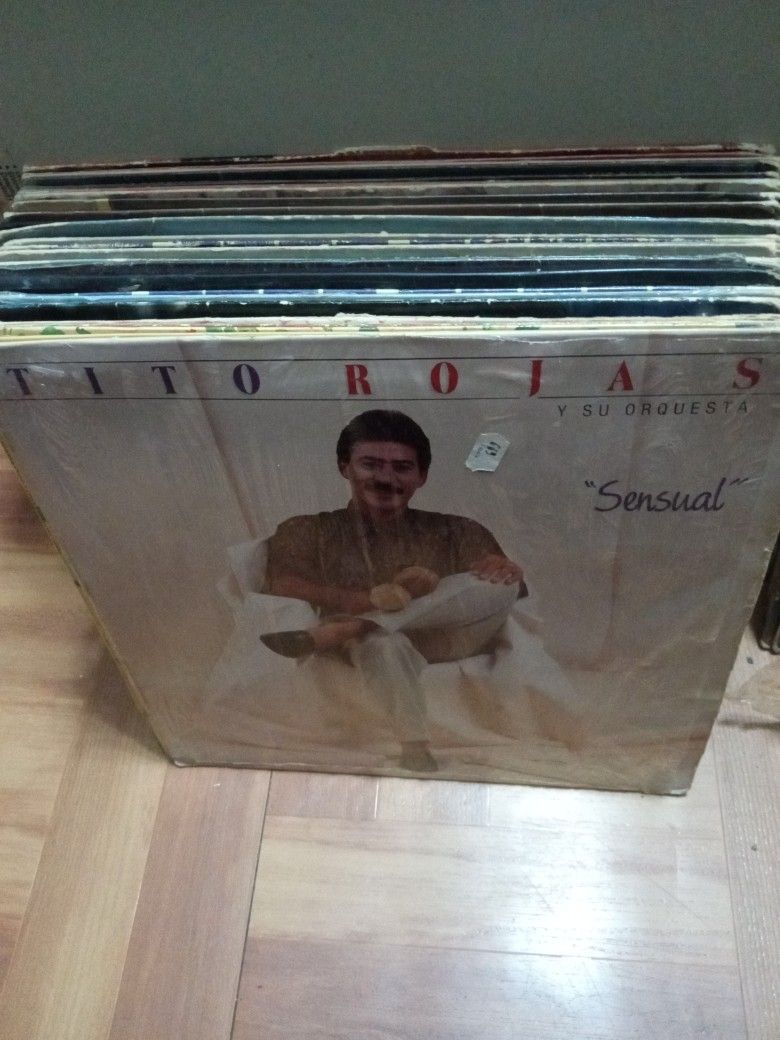 TITO ROJAS
Y SU ORQUESTA
"Sensual"